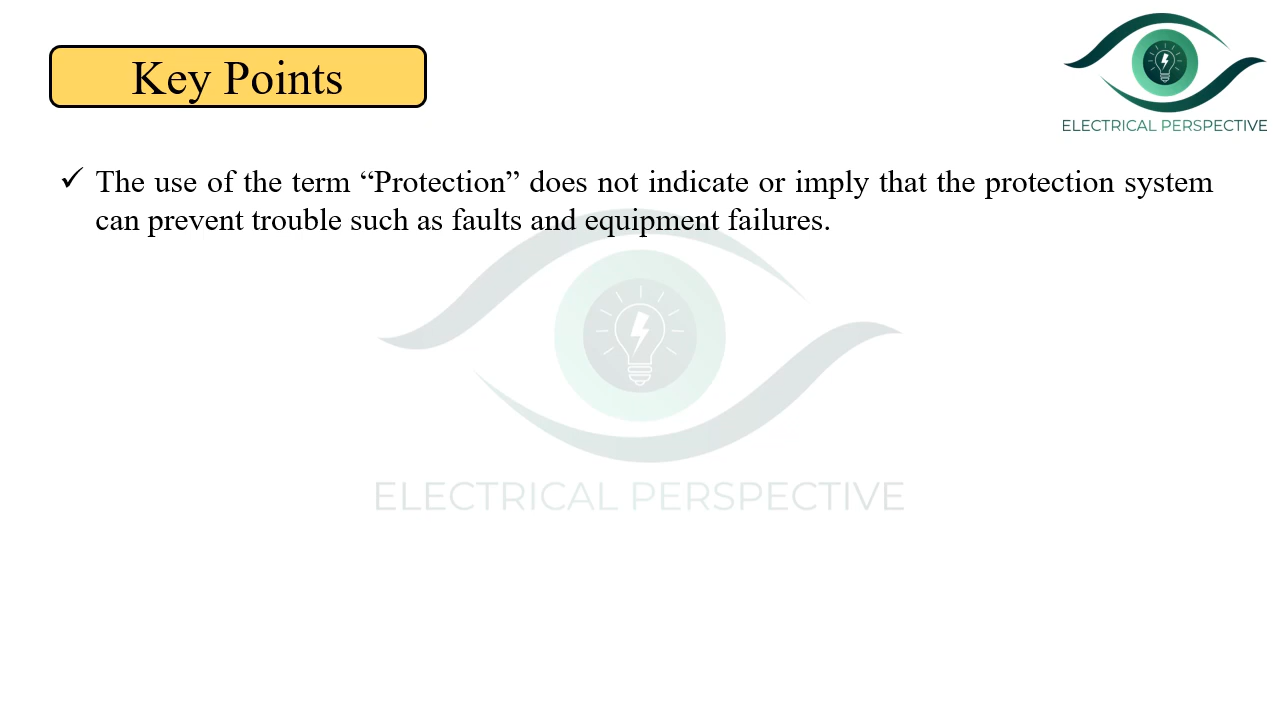 Key Points
ELECTRICAL PERSPECTIVE
✓ The use of the term “Protection” does not indicate or imply that the protection system
can prevent trouble such as faults and equipment failures.
ELECTRICAL PERSPECTIVE